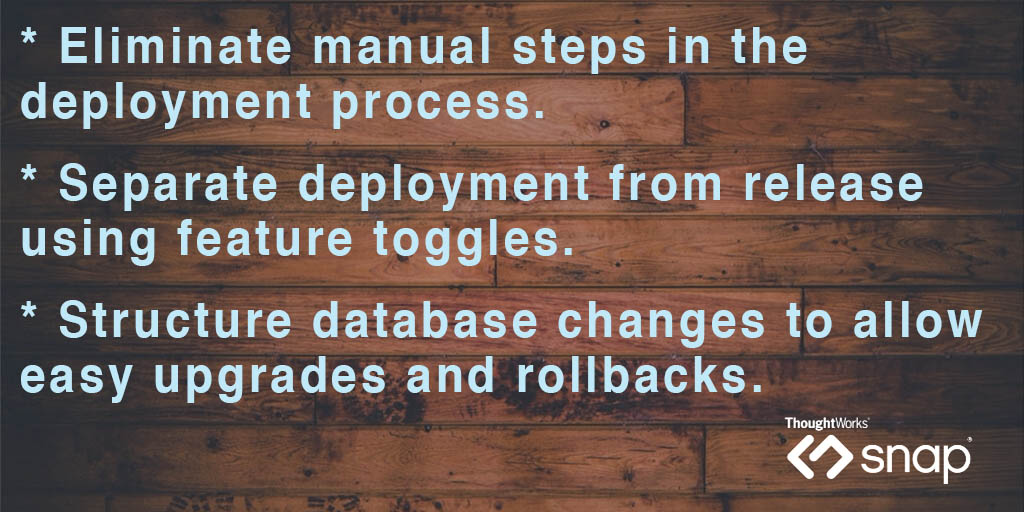 * Eliminate manual steps in the
deployment process.
* Separate deployment from release
using feature toggles.
* Structure database changes to allow
easy upgrades and rollbacks.
ThoughtWorks®
snap®